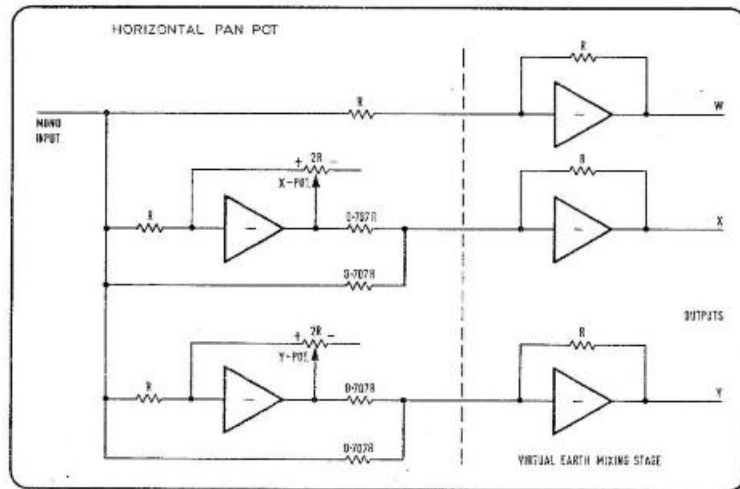 HORIZONTAL PAN POT
R
R
W
MONO
INPUT
+ 2R −
X-POT.
R
R
0·707R
X
0·707R
OUTPUTS
+ 2R −
Y-POT.
R
R
0·707R
Y
0·707R
VIRTUAL EARTH MIXING STAGE